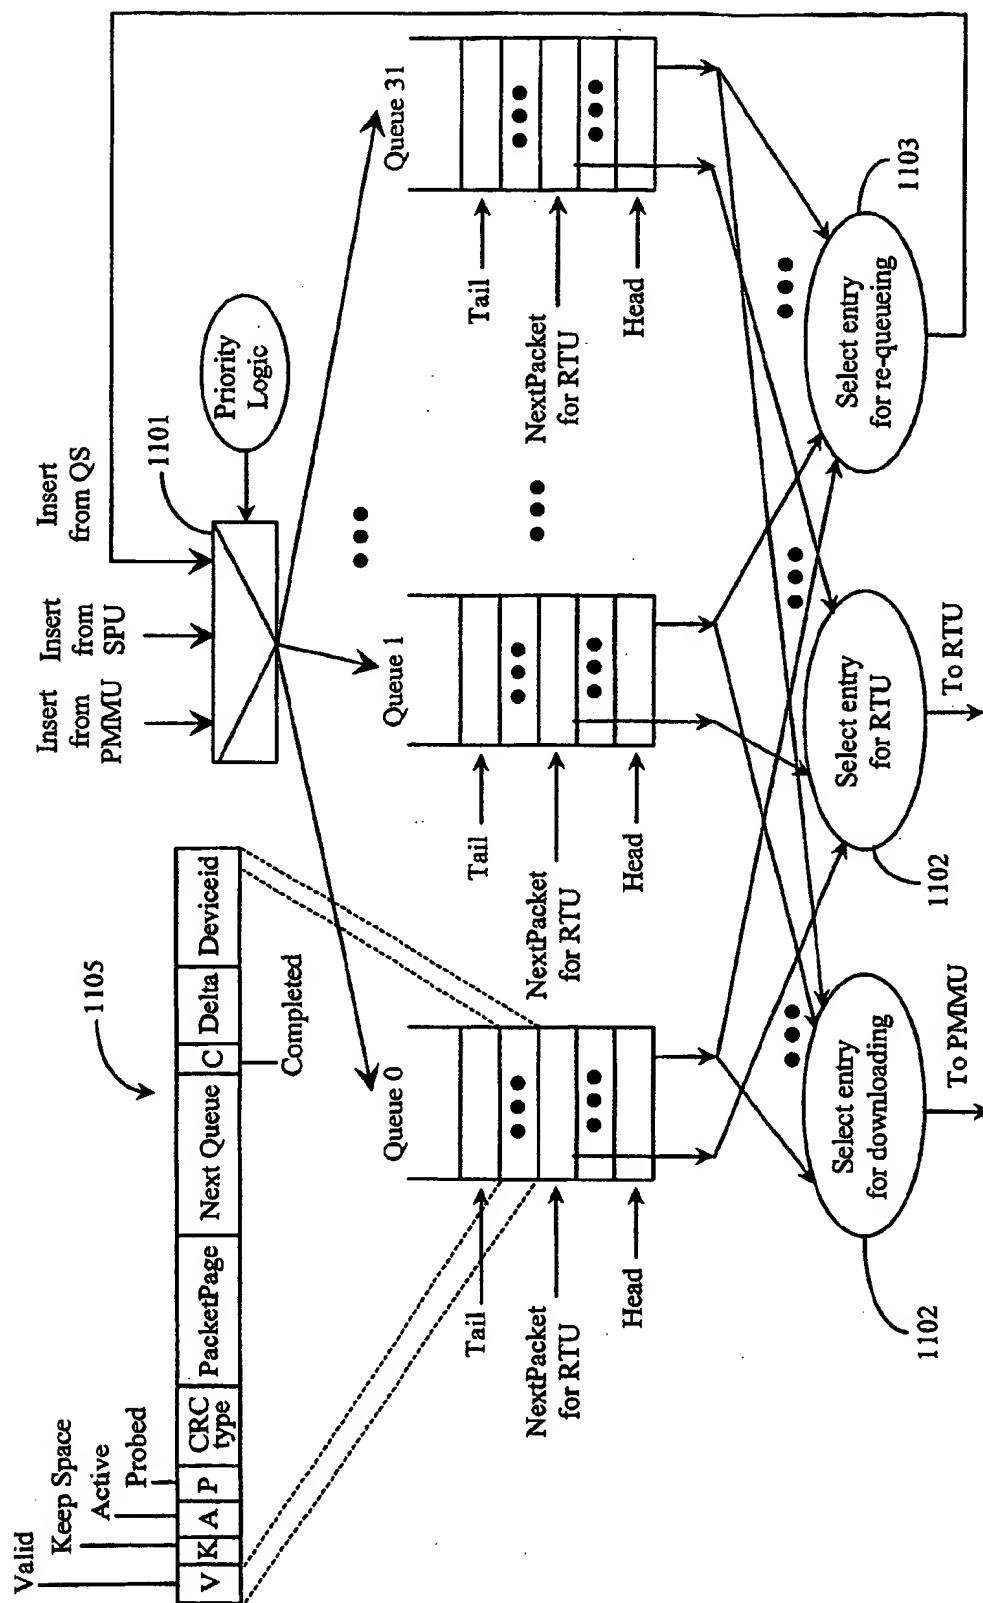 Valid
Keep Space
Active
Probed
1105
V
K
A
P
CRC
type
PacketPage
Next Queue
C
Delta
Deviceid
Completed
Insert
from
PMMU
Insert
from
SPU
Insert
from QS
1101
Priority
Logic
Queue 0
Tail
NextPacket
for RTU
Head
Queue 1
Tail
NextPacket
for RTU
Head
Queue 31
Tail
NextPacket
for RTU
Head
Select entry
for downloading
1102
To PMMU
Select entry
for RTU
1102
To RTU
Select entry
for re-queueing
1103